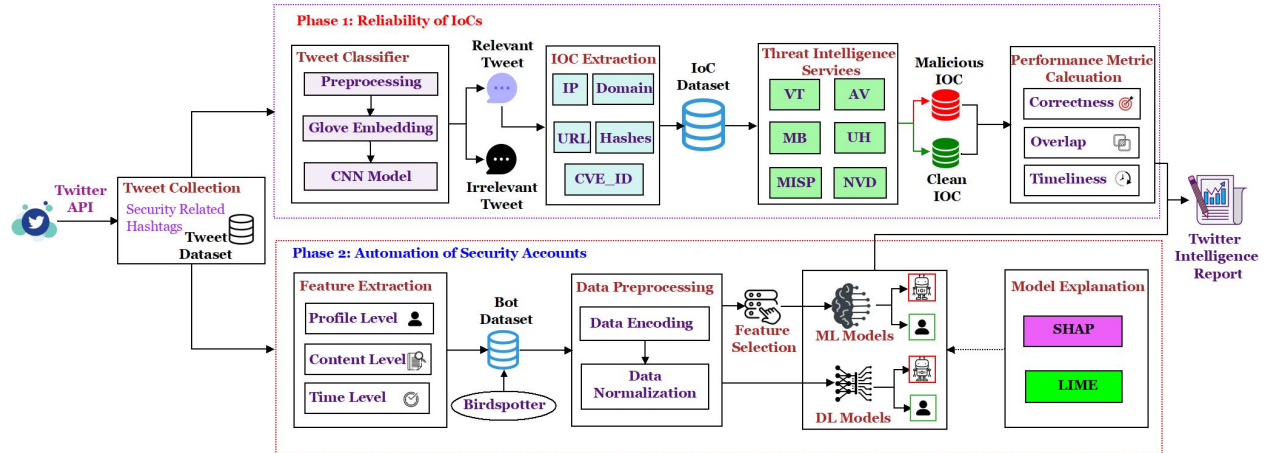 Phase 1: Reliability of IoCs
Tweet Classifier
Preprocessing
Glove Embedding
CNN Model
Relevant
Tweet
Irrelevant
Tweet
IOC Extraction
IP
Domain
URL
Hashes
CVE_ID
IoC
Dataset
Threat Intelligence
Services
VT
AV
MB
UH
MISP
NVD
Malicious
IOC
Clean
IOC
Performance Metric
Calcuation
Correctness
Overlap
Timeliness
Twitter
API
Tweet Collection
Security Related
Hashtags
Tweet
Dataset
Twitter
Intelligence
Report
Phase 2: Automation of Security Accounts
Feature Extraction
Profile Level
Content Level
Time Level
Bot
Dataset
Birdspotter
Data Preprocessing
Data Encoding
Data
Normalization
Feature
Selection
ML Models
DL Models
Model Explanation
SHAP
LIME